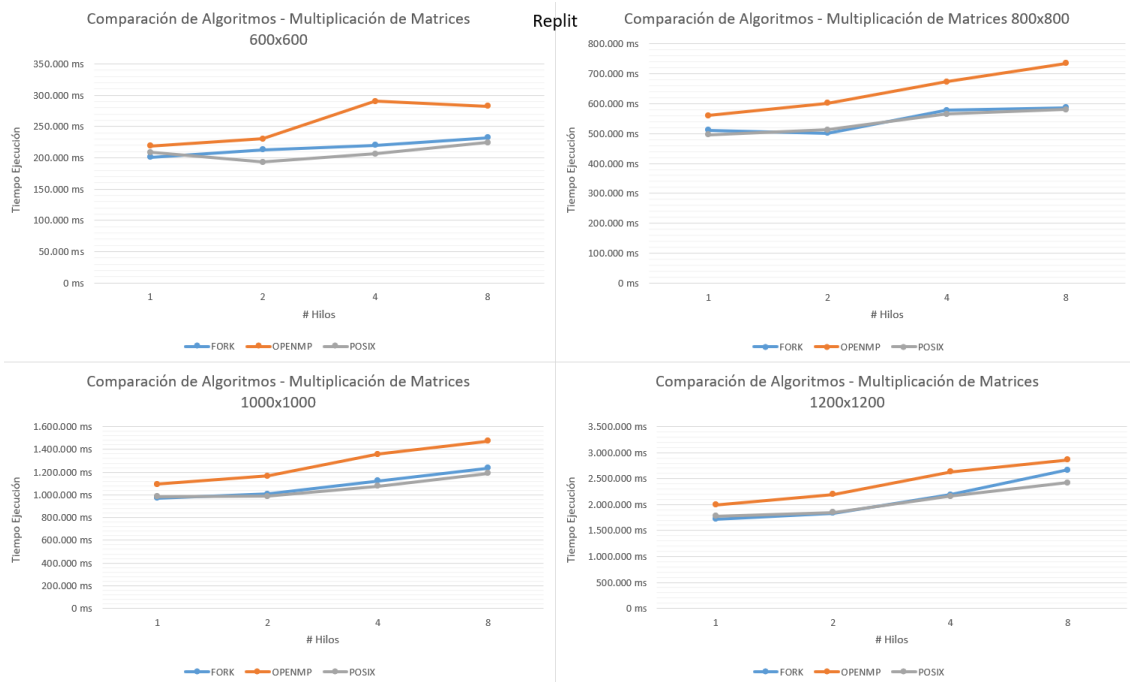 Replit
Comparación de Algoritmos - Multiplicación de Matrices
600x600
350.000 ms
300.000 ms
250.000 ms
200.000 ms
150.000 ms
100.000 ms
50.000 ms
0 ms
Tiempo Ejecución
1 2 4 8
# Hilos
FORK OPENMP POSIX
Comparación de Algoritmos - Multiplicación de Matrices 800x800
800.000 ms
700.000 ms
600.000 ms
500.000 ms
400.000 ms
300.000 ms
200.000 ms
100.000 ms
0 ms
Tiempo Ejecución
1 2 4 8
# Hilos
FORK OPENMP POSIX
Comparación de Algoritmos - Multiplicación de Matrices
1000x1000
1.600.000 ms
1.400.000 ms
1.200.000 ms
1.000.000 ms
800.000 ms
600.000 ms
400.000 ms
200.000 ms
0 ms
Tiempo Ejecución
1 2 4 8
# Hilos
FORK OPENMP POSIX
Comparación de Algoritmos - Multiplicación de Matrices
1200x1200
3.500.000 ms
3.000.000 ms
2.500.000 ms
2.000.000 ms
1.500.000 ms
1.000.000 ms
500.000 ms
0 ms
Tiempo Ejecución
1 2 4 8
# Hilos
FORK OPENMP POSIX